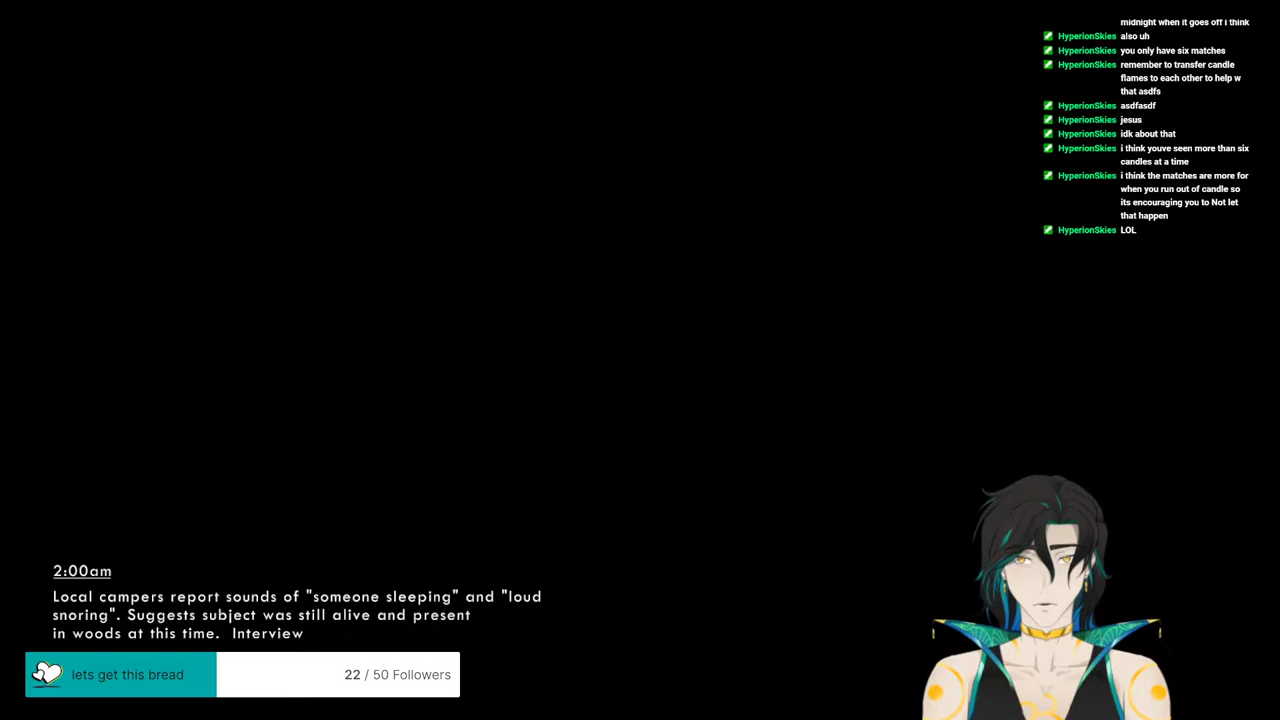 midnight when it goes off i think
HyperionSkies also uh
HyperionSkies you only have six matches
HyperionSkies remember to transfer candle
flames to each other to help w
that asdfs
HyperionSkies asdfasdf
HyperionSkies jesus
HyperionSkies idk about that
HyperionSkies i think youve seen more than six
candles at a time
HyperionSkies i think the matches are more for
when you run out of candle so
its encouraging you to Not let
that happen
HyperionSkies LOL
2:00am
Local campers report sounds of "someone sleeping" and "loud
snoring". Suggests subject was still alive and present
in woods at this time. Interview
lets get this bread 22 / 50 Followers